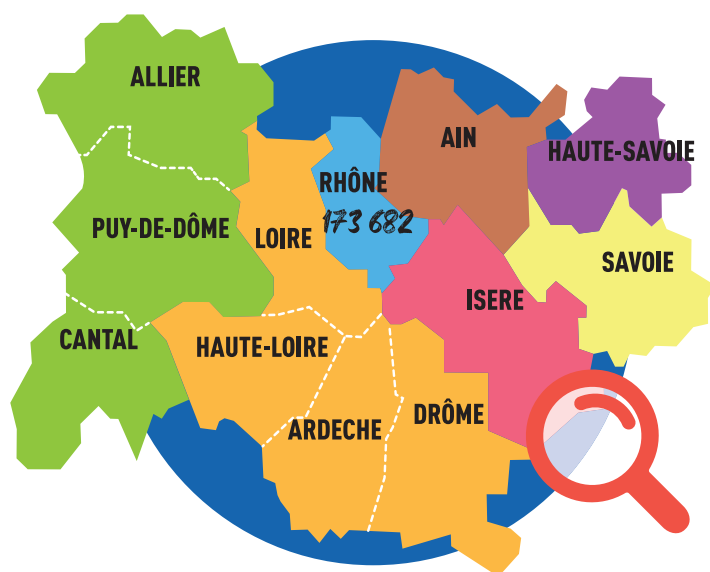 ALLIER
AIN
HAUTE-SAVOIE
RHÔNE
173 682
PUY-DE-DÔME
LOIRE
SAVOIE
ISERE
CANTAL
HAUTE-LOIRE
ARDECHE
DRÔME